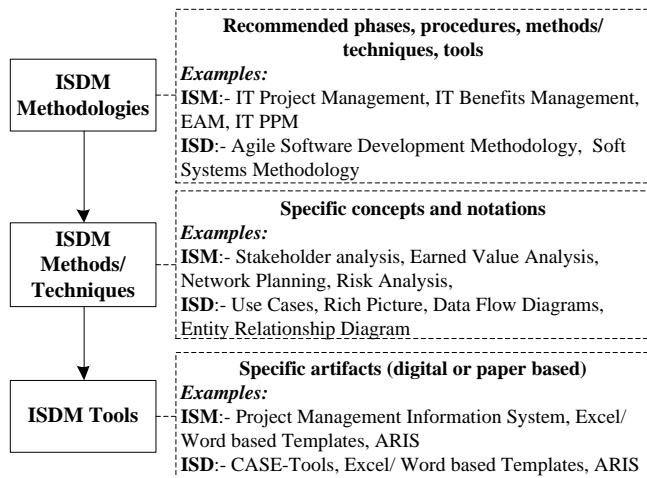 ISDM
Methodologies
Recommended phases, procedures, methods/
techniques, tools
Examples:
ISM:- IT Project Management, IT Benefits Management,
EAM, IT PPM
ISD:- Agile Software Development Methodology, Soft
Systems Methodology
ISDM
Methods/
Techniques
Specific concepts and notations
Examples:
ISM:- Stakeholder analysis, Earned Value Analysis,
Network Planning, Risk Analysis,
ISD:- Use Cases, Rich Picture, Data Flow Diagrams,
Entity Relationship Diagram
ISDM Tools
Specific artifacts (digital or paper based)
Examples:
ISM:- Project Management Information System, Excel/
Word based Templates, ARIS
ISD:- CASE-Tools, Excel/ Word based Templates, ARIS